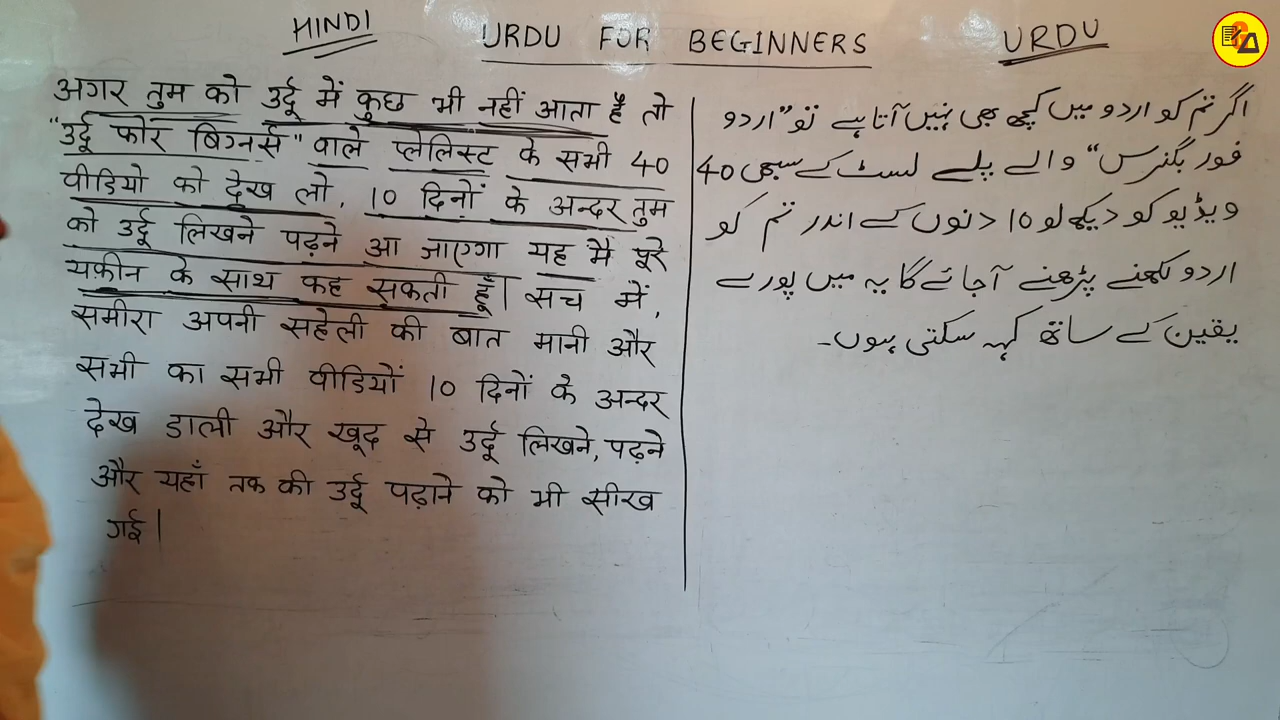 HINDI URDU FOR BEGINNERS URDU
अगर तुम को उर्दू में कुछ भी नहीं आता है तो
"उर्दू फोर बिग्नर्स" वाले प्लेलिस्ट के सभी 40
वीडियो को देख लो, 10 दिनों के अन्दर तुम
को उर्दू लिखने पढ़ने आ जाएगा यह मैं पूरे
यक़ीन के साथ कह सकती हूँ। सच में,
समीरा अपनी सहेली की बात मानी और
सभी का सभी वीडियों 10 दिनों के अन्दर
देख डाली और खूद से उर्दू लिखने, पढ़ने
और यहाँ तक की उर्दू पढ़ाने को भी सीख
गई।
اگر تم کو اردو میں کچھ بھی نہیں آتا ہے تو "اردو
فور بگنرس" والے پلے لسٹ کے سبھی 40
ویڈیو کو دیکھ لو 10 دنوں کے اندر تم کو
اردو لکھنے پڑھنے آجائے گا یہ میں پورے
یقین کے ساتھ کہہ سکتی ہوں۔